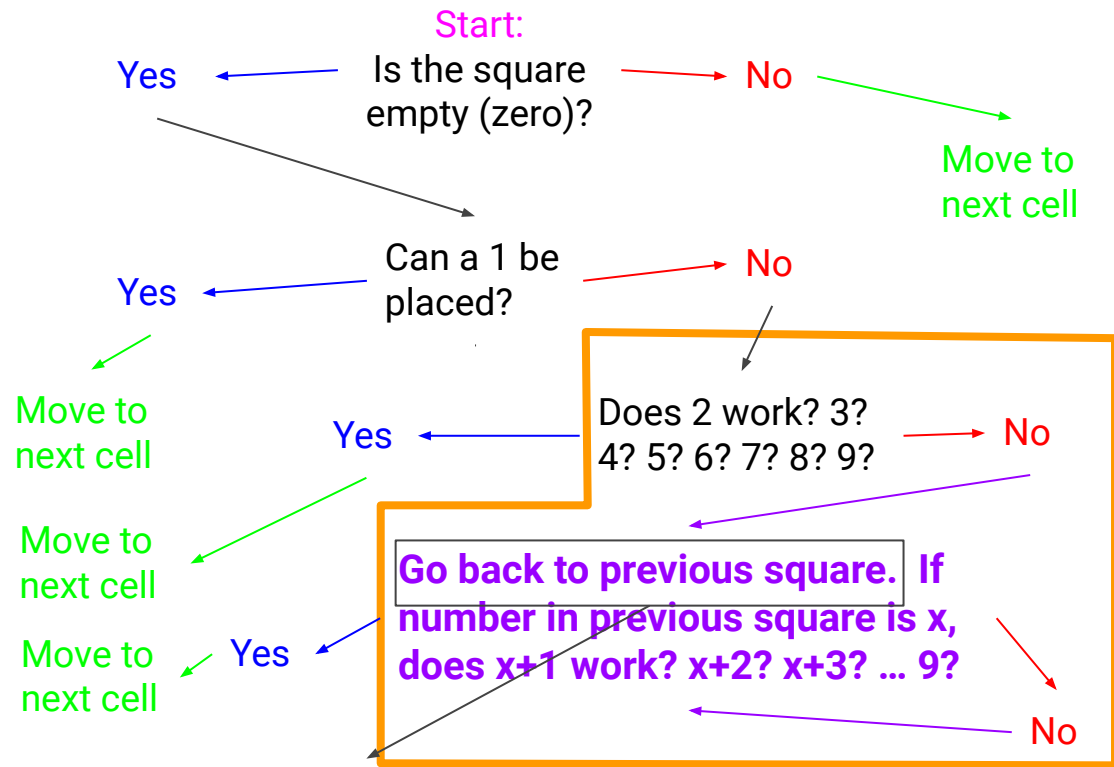 Start:
Yes
Is the square
empty (zero)?
No
Move to
next cell
Can a 1 be
placed?
No
Yes
Move to
next cell
Does 2 work? 3?
4? 5? 6? 7? 8? 9?
No
Yes
Move to
next cell
Go back to previous square. If
number in previous square is x,
does x+1 work? x+2? x+3? ... 9?
Yes
Move to
next cell
No